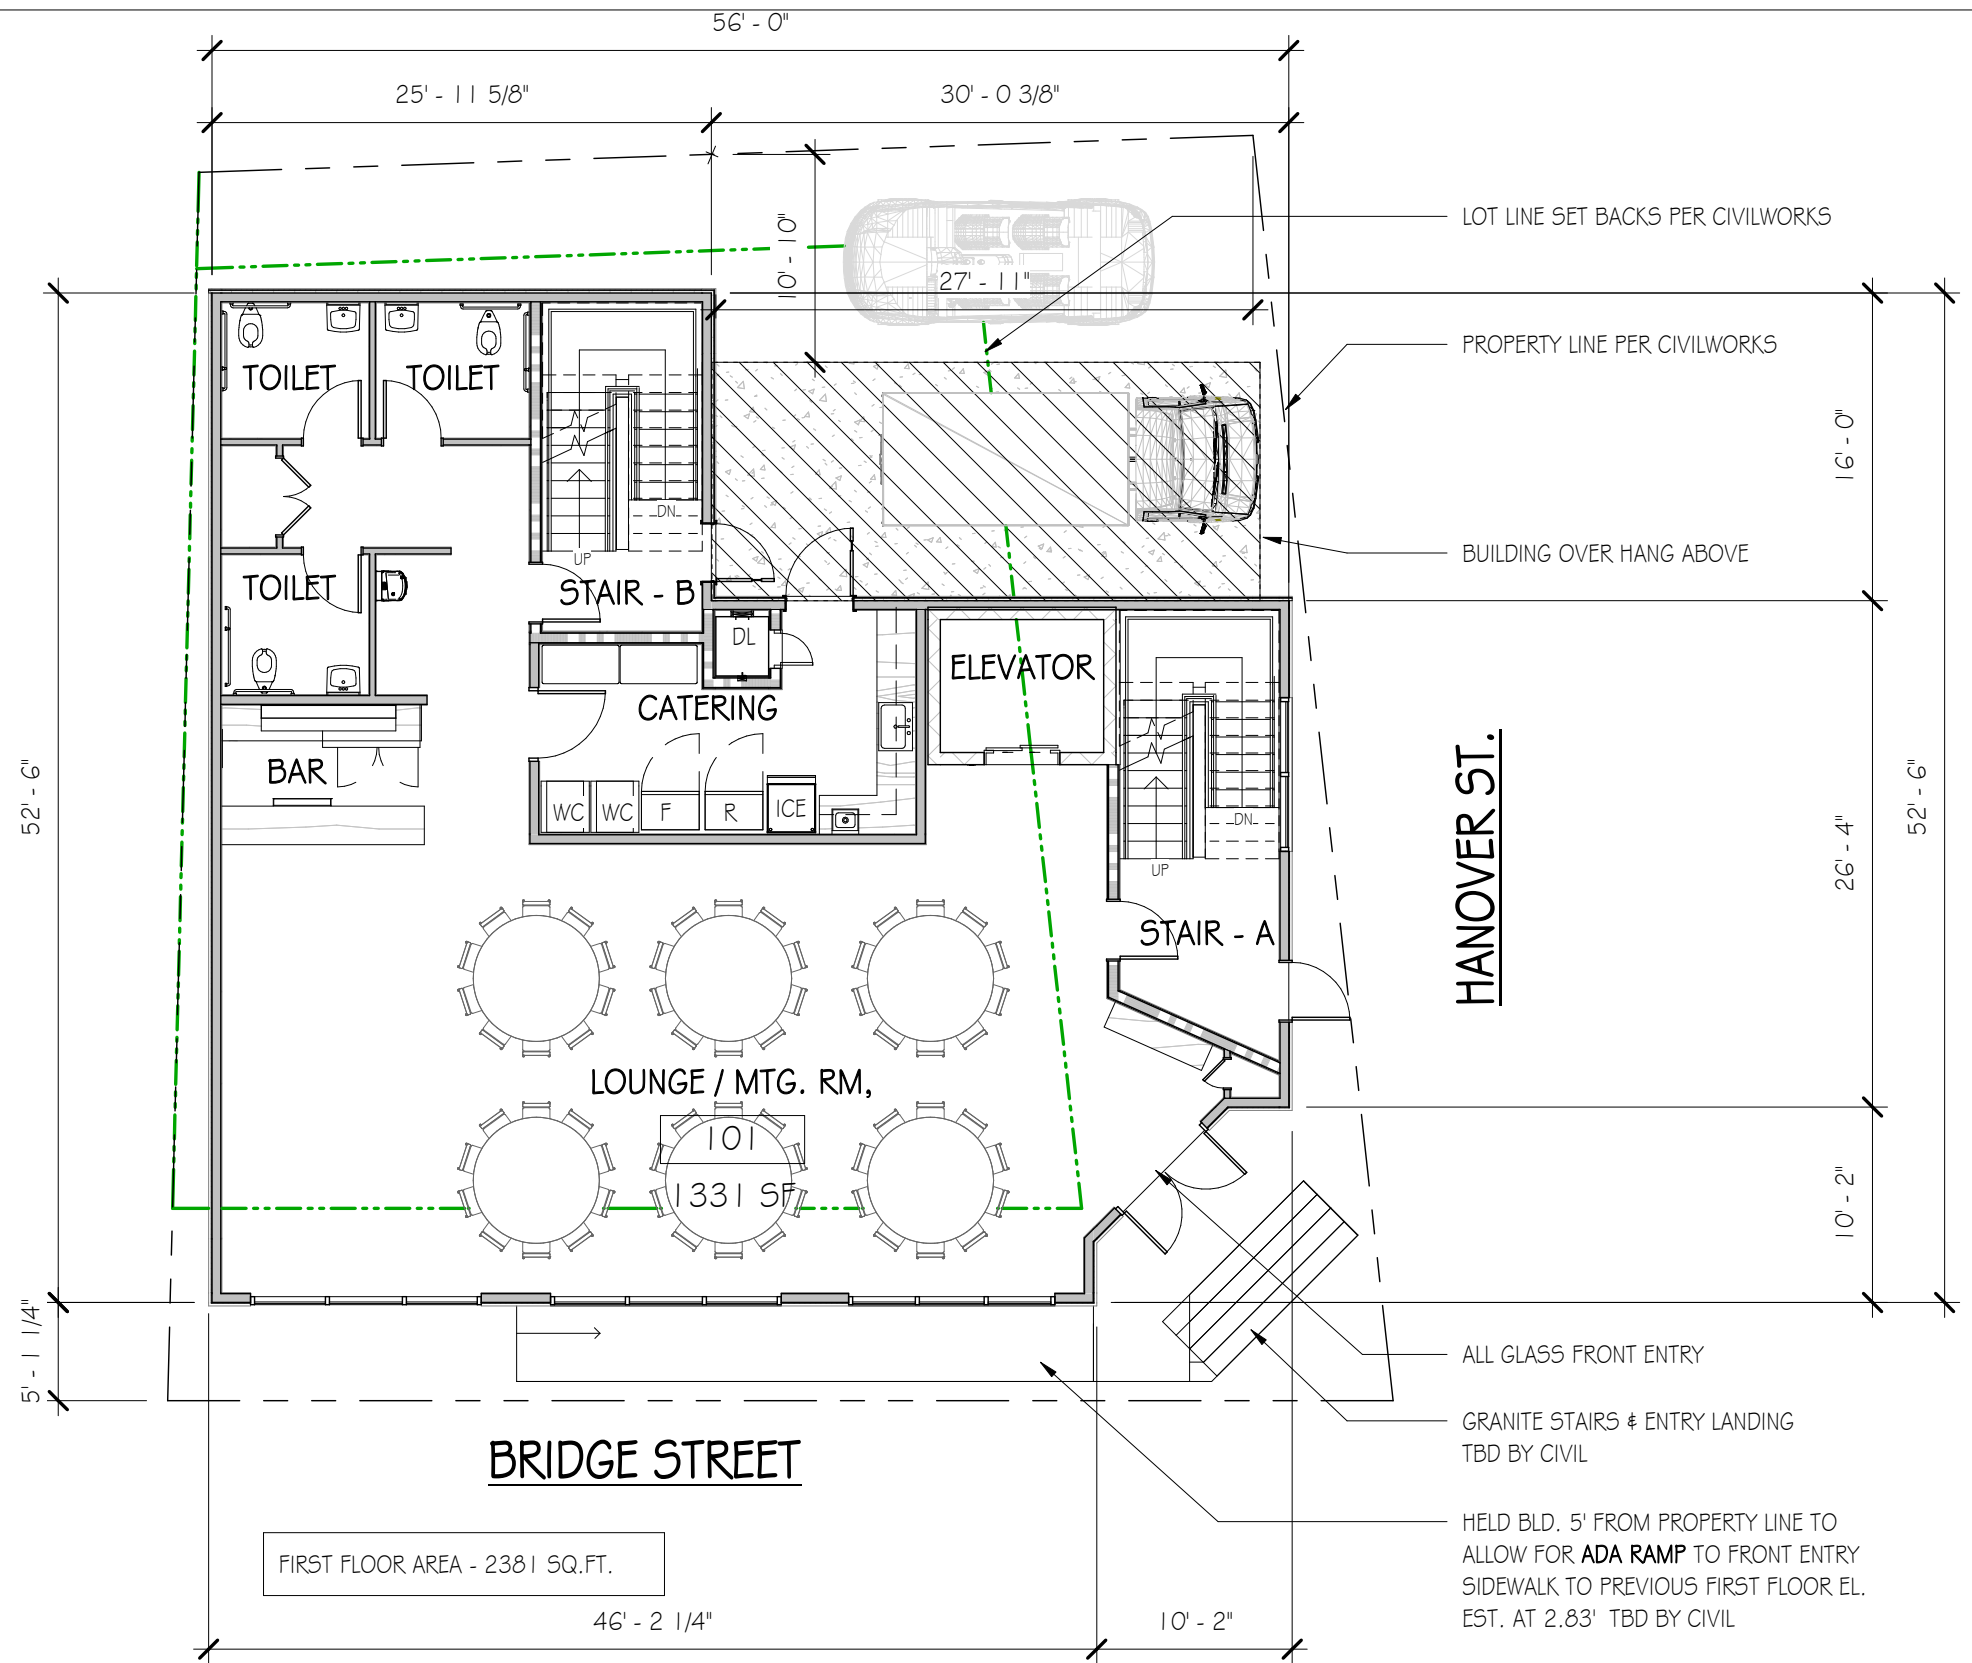 56' - 0"
25' - 11 5/8"
30' - 0 3/8"
10' - 10"
27' - 11"
LOT LINE SET BACKS PER CIVILWORKS
PROPERTY LINE PER CIVILWORKS
BUILDING OVER HANG ABOVE
TOILET
TOILET
TOILET
DN
UP
STAIR - B
DL
ELEVATOR
CATERING
BAR
WC
WC
F
R
ICE
DN
UP
STAIR - A
HANOVER ST.
16' - 0"
26' - 4"
52' - 6"
10' - 2"
52' - 6"
5' - 1 1/4"
LOUNGE / MTG. RM,
101
1331 SF
ALL GLASS FRONT ENTRY
GRANITE STAIRS & ENTRY LANDING
TBD BY CIVIL
BRIDGE STREET
HELD BLD. 5' FROM PROPERTY LINE TO
ALLOW FOR ADA RAMP TO FRONT ENTRY
SIDEWALK TO PREVIOUS FIRST FLOOR EL.
EST. AT 2.83' TBD BY CIVIL
FIRST FLOOR AREA - 2381 SQ.FT.
46' - 2 1/4"
10' - 2"